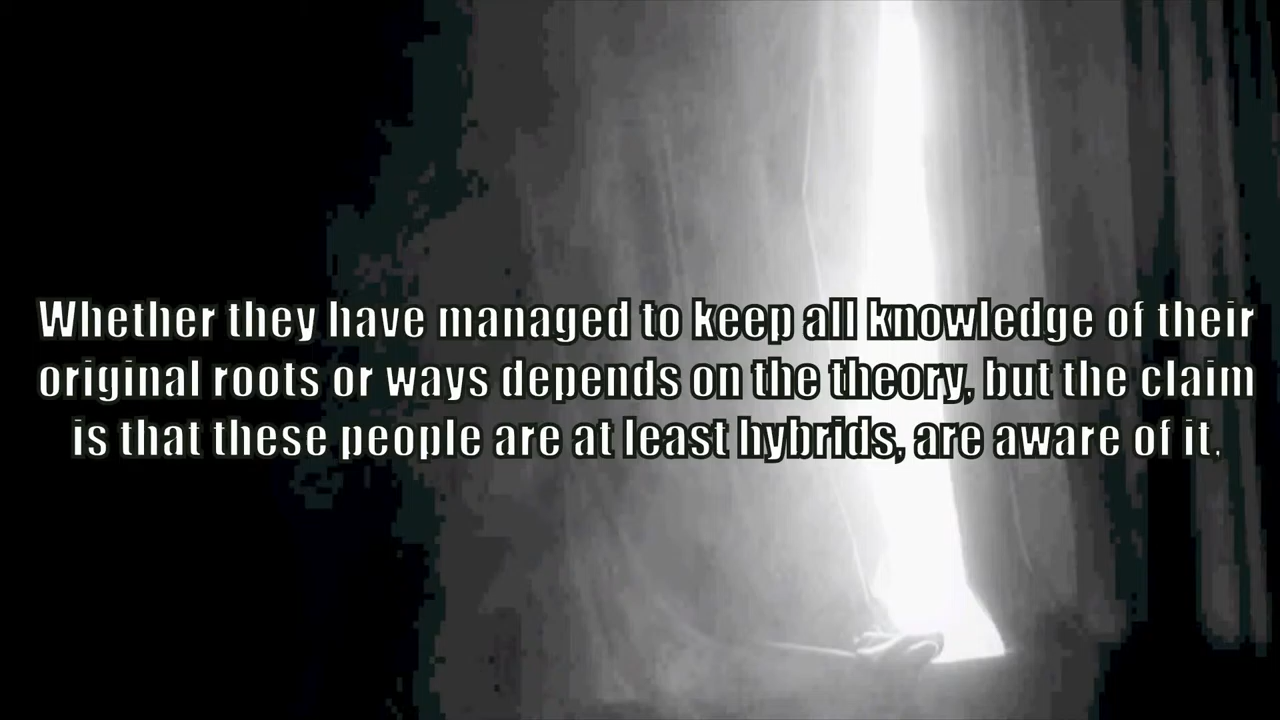 Whether they have managed to keep all knowledge of their
original roots or ways depends on the theory, but the claim
is that these people are at least hybrids, are aware of it.